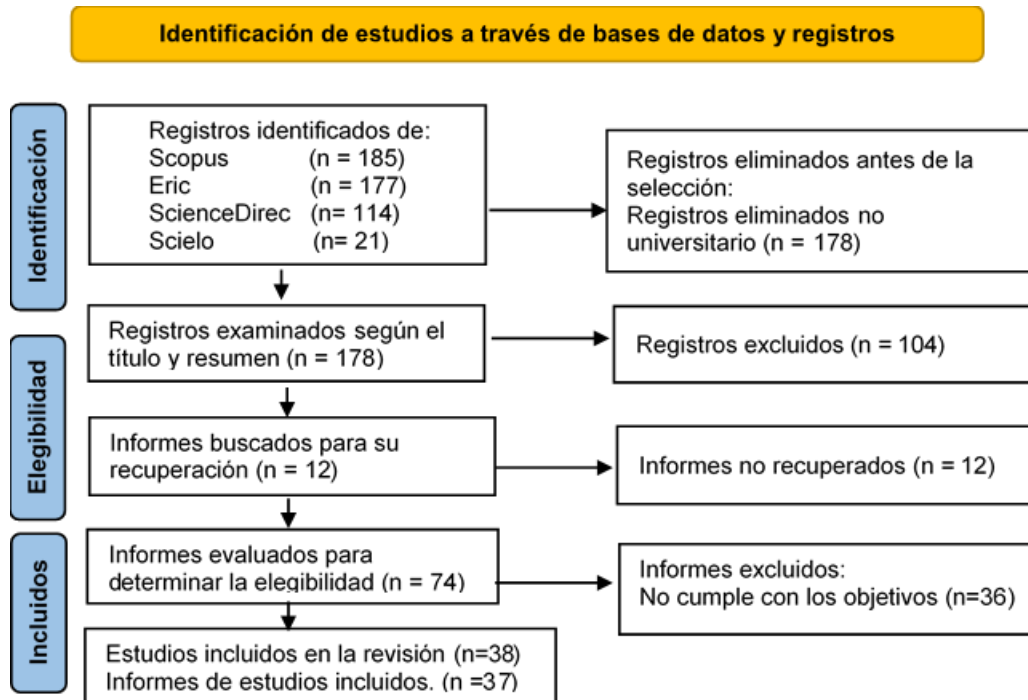 Identificación de estudios a través de bases de datos y registros
Identificación
Registros identificados de:
Scopus (n = 185)
Eric (n = 177)
ScienceDirec (n= 114)
Scielo (n= 21)
Registros eliminados antes de la
selección:
Registros eliminados no
universitario (n = 178)
Elegibilidad
Registros examinados según el
título y resumen (n = 178)
Registros excluidos (n = 104)
Informes buscados para su
recuperación (n = 12)
Informes no recuperados (n = 12)
Incluidos
Informes evaluados para
determinar la elegibilidad (n = 74)
Informes excluidos:
No cumple con los objetivos (n=36)
Estudios incluidos en la revisión (n=38)
Informes de estudios incluidos. (n =37)